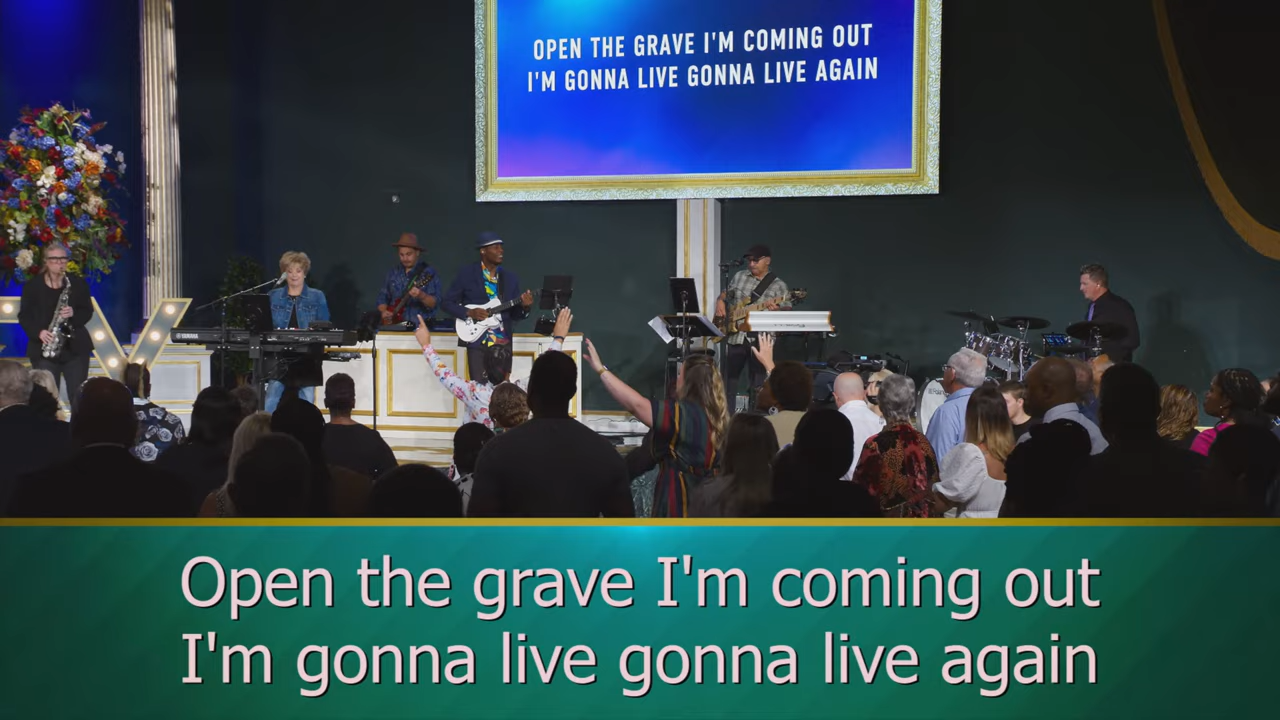 OPEN THE GRAVE I'M COMING OUT
I'M GONNA LIVE GONNA LIVE AGAIN
YAMAHA
Open the grave I'm coming out
I'm gonna live gonna live again